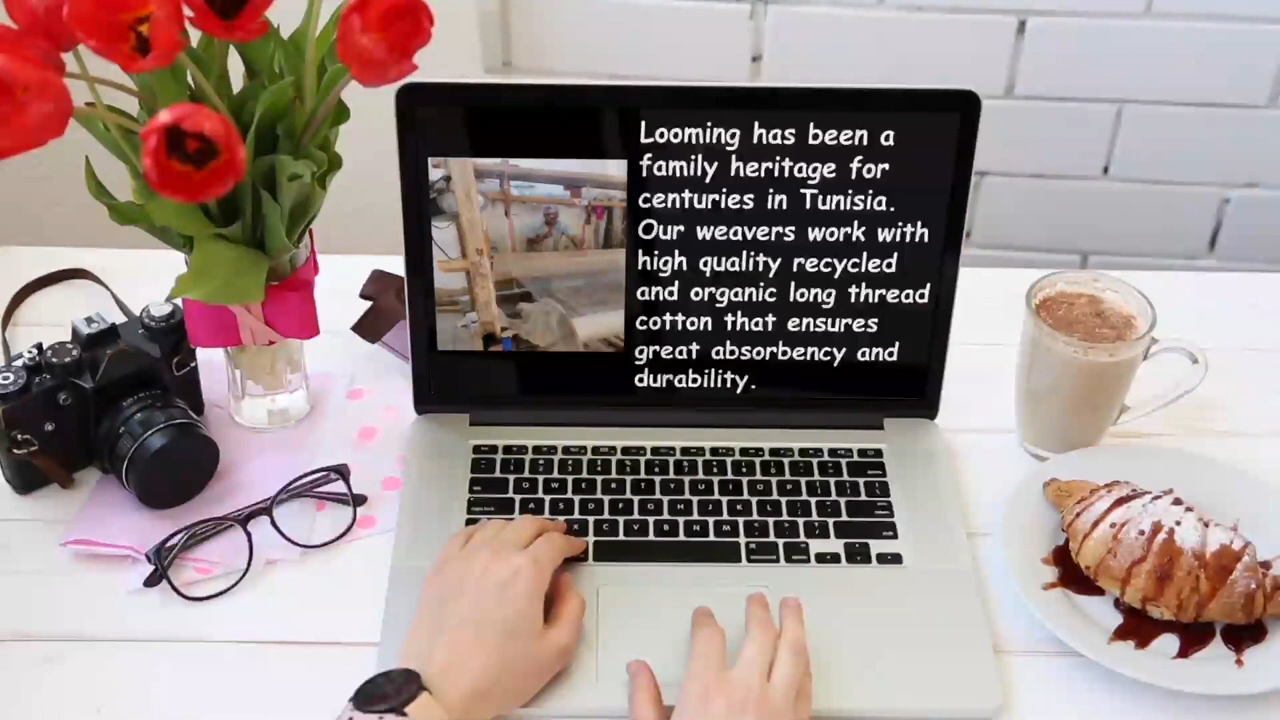 Looming has been a
family heritage for
centuries in Tunisia.
Our weavers work with
high quality recycled
and organic long thread
cotton that ensures
great absorbency and
durability.